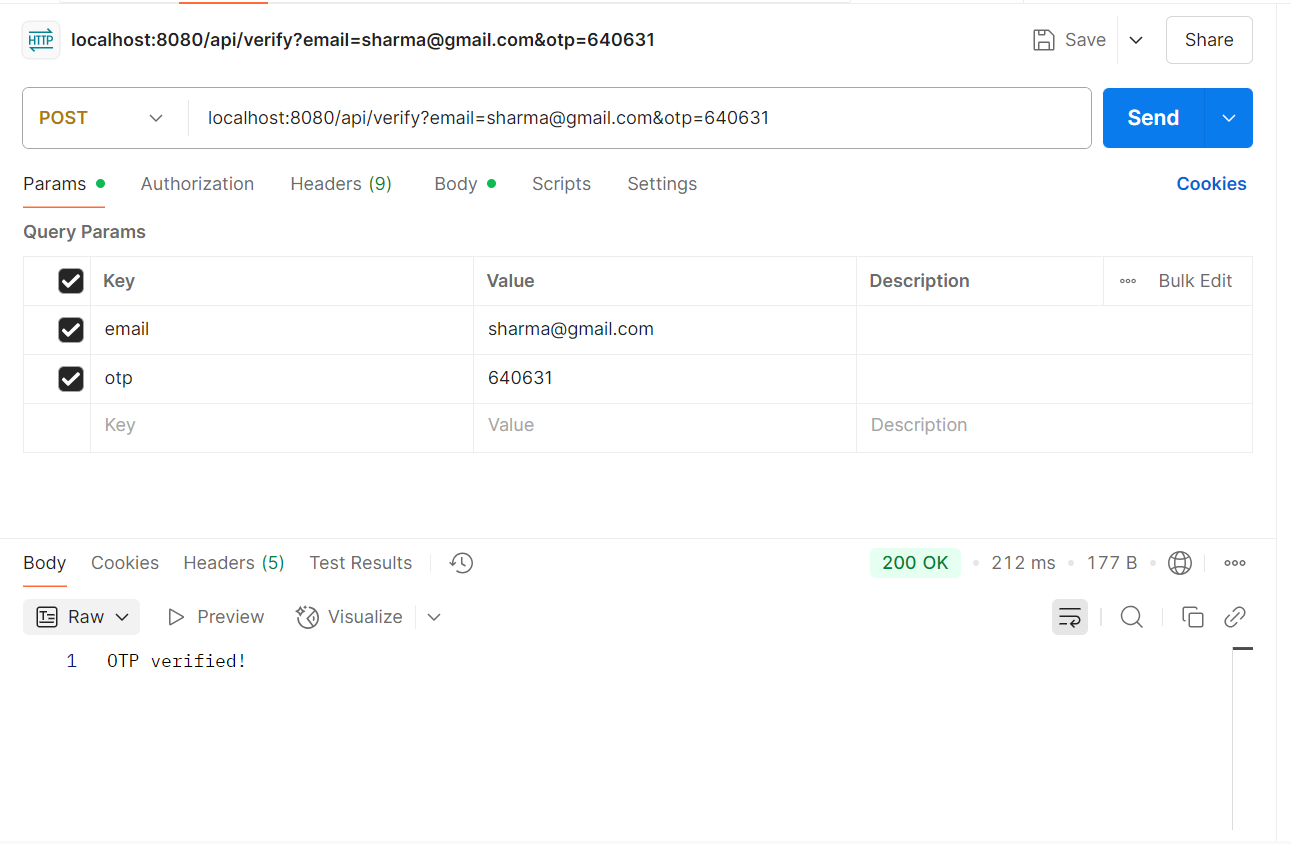 HTTP localhost:8080/api/verify?email=sharma@gmail.com&otp=640631 Save Share
POST localhost:8080/api/verify?email=sharma@gmail.com&otp=640631 Send
Params Authorization Headers (9) Body Scripts Settings Cookies
Query Params
Key Value Description Bulk Edit
email sharma@gmail.com
otp 640631
Key Value Description
Body Cookies Headers (5) Test Results 200 OK 212 ms 177 B
Raw Preview Visualize
1 OTP verified!